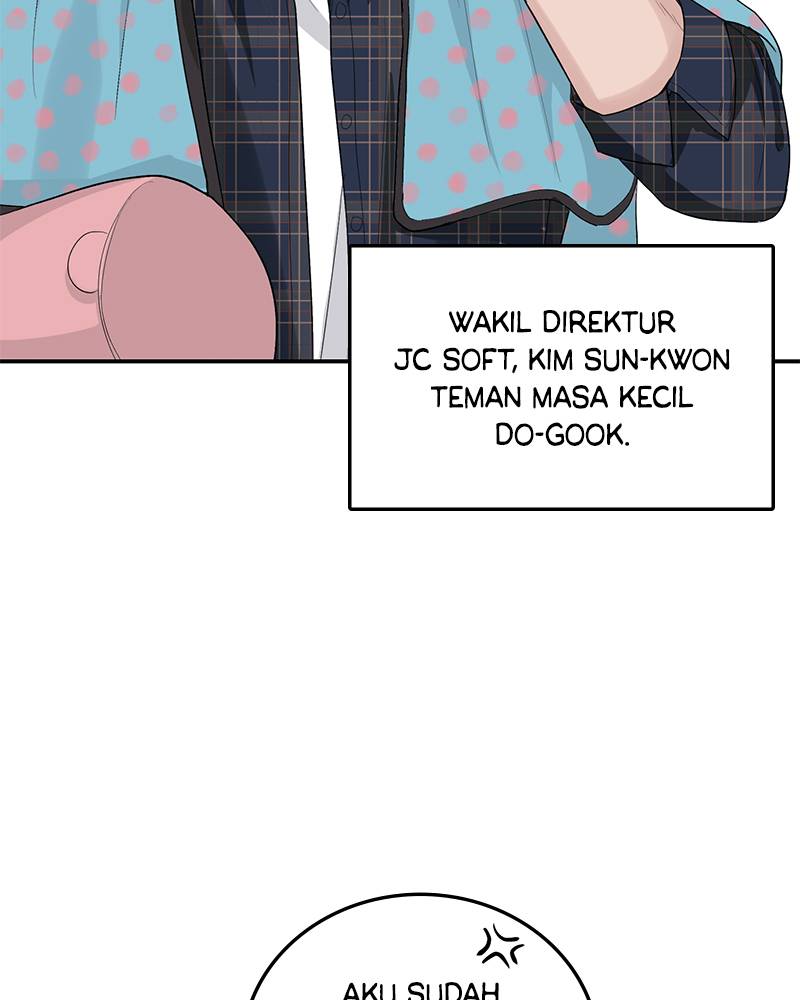 WAKIL DIREKTUR
JC SOFT, KIM SUN-KWON
TEMAN MASA KECIL
DO-GOOK.
AKU SUDAH